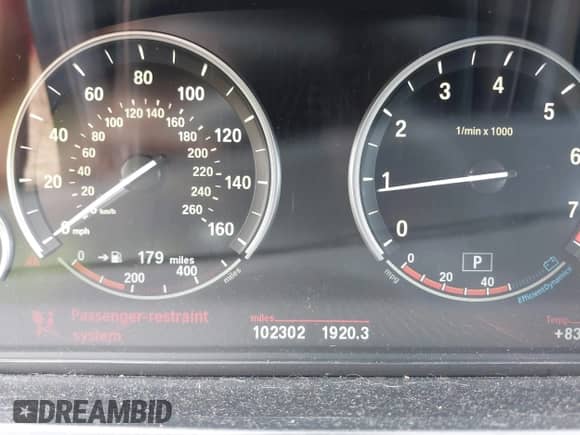 0 20 40 60 80 100 120 140 160
mph
20 40 60 80 100 120 140 160 180 200 220 240 260
km/h
179 miles
0 200 400
miles
0 1 2 3 4 5 6 7
1/min x 1000
P
0 20 40
mpg
EfficientDynamics
Passenger-restraint
system
miles
102302 1920.3
Temp.
+83
DREAMBID